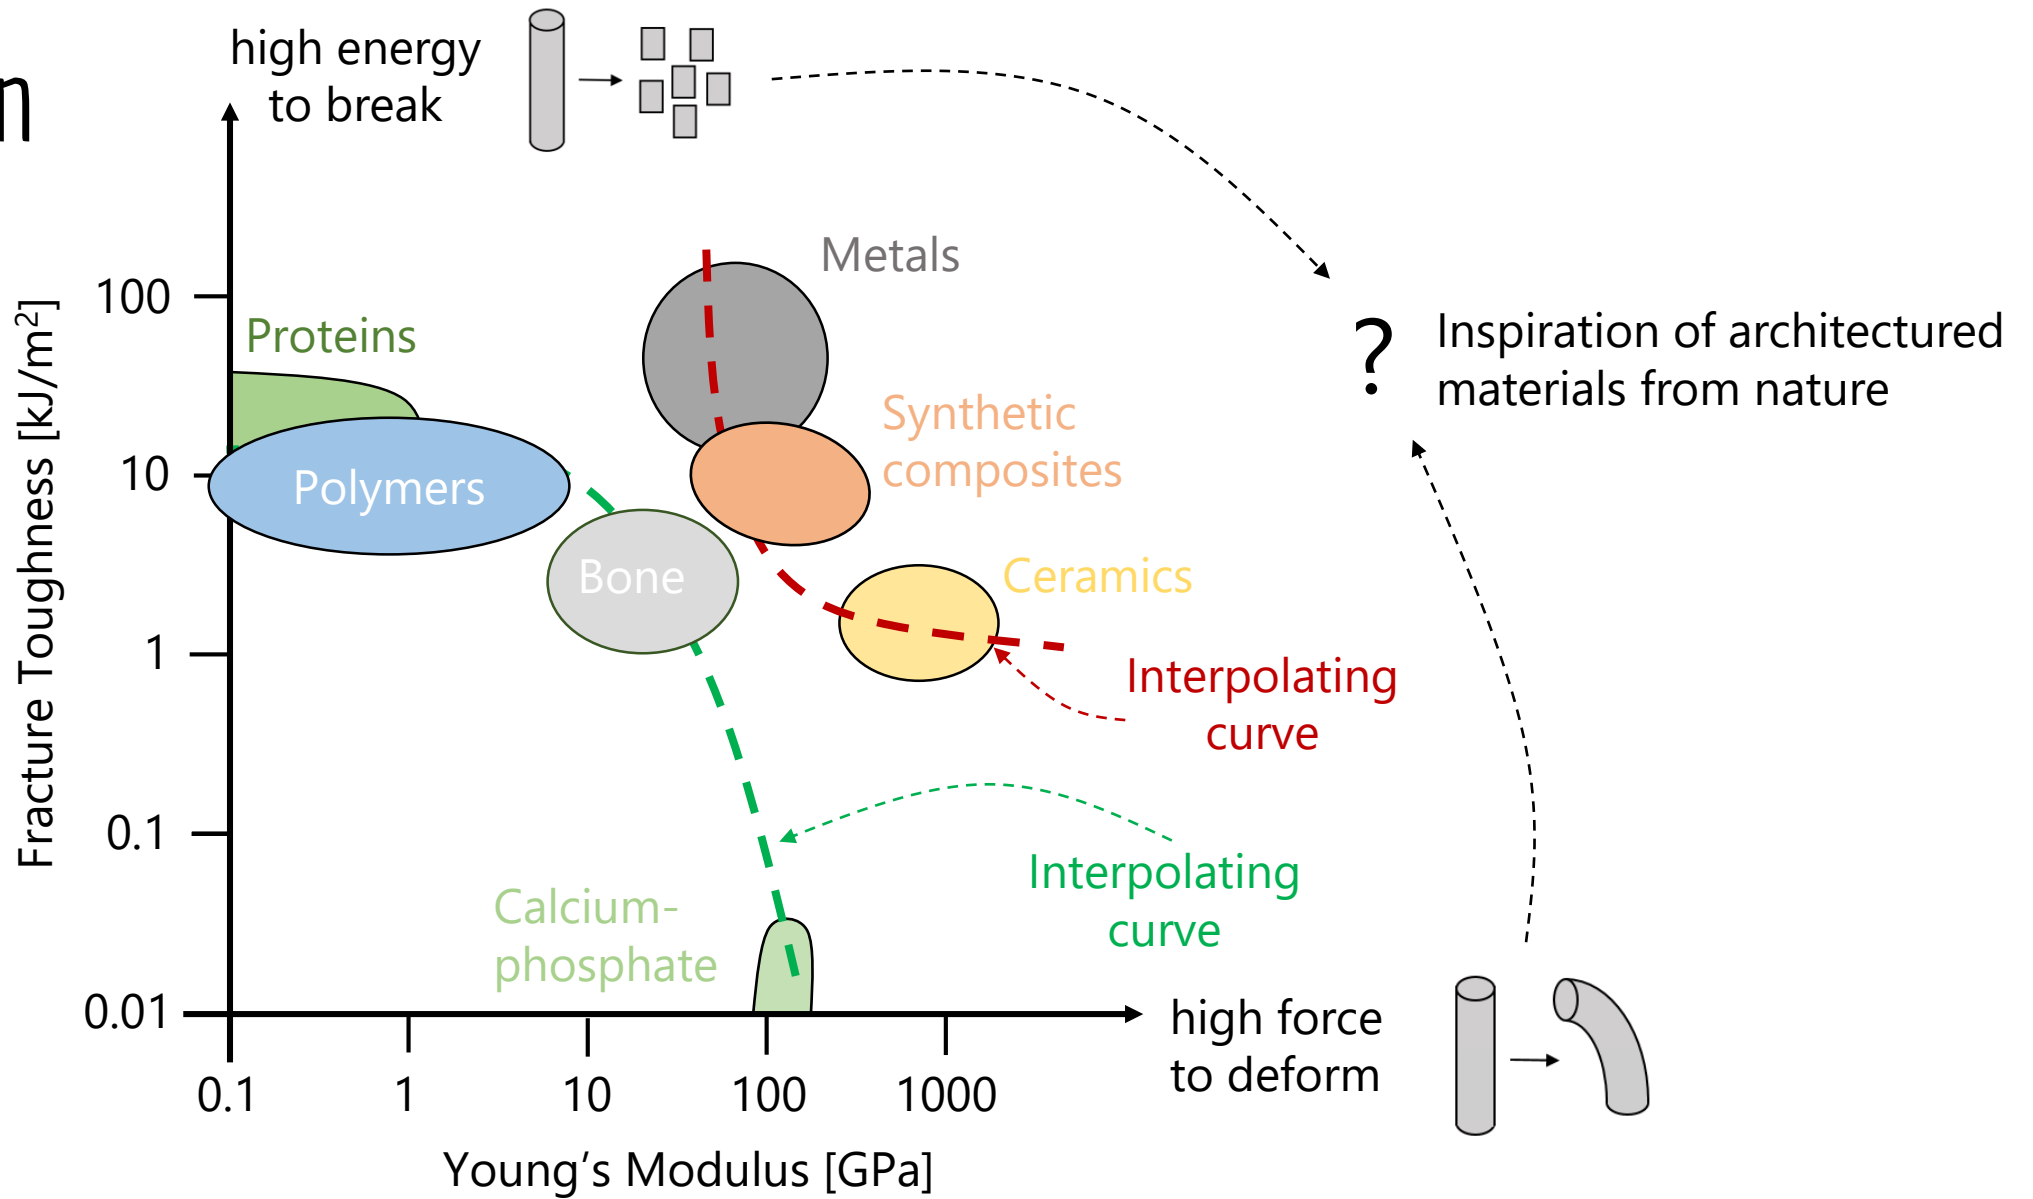 n
high energy
to break
Metals
100
Proteins
Synthetic
composites
10
Polymers
Bone
Ceramics
1
Interpolating
curve
0.1
Interpolating
curve
Calcium-
phosphate
0.01
0.1
1
10
100
1000
Fracture Toughness [kJ/m²]
Young's Modulus [GPa]
high force
to deform
?
Inspiration of architectured
materials from nature